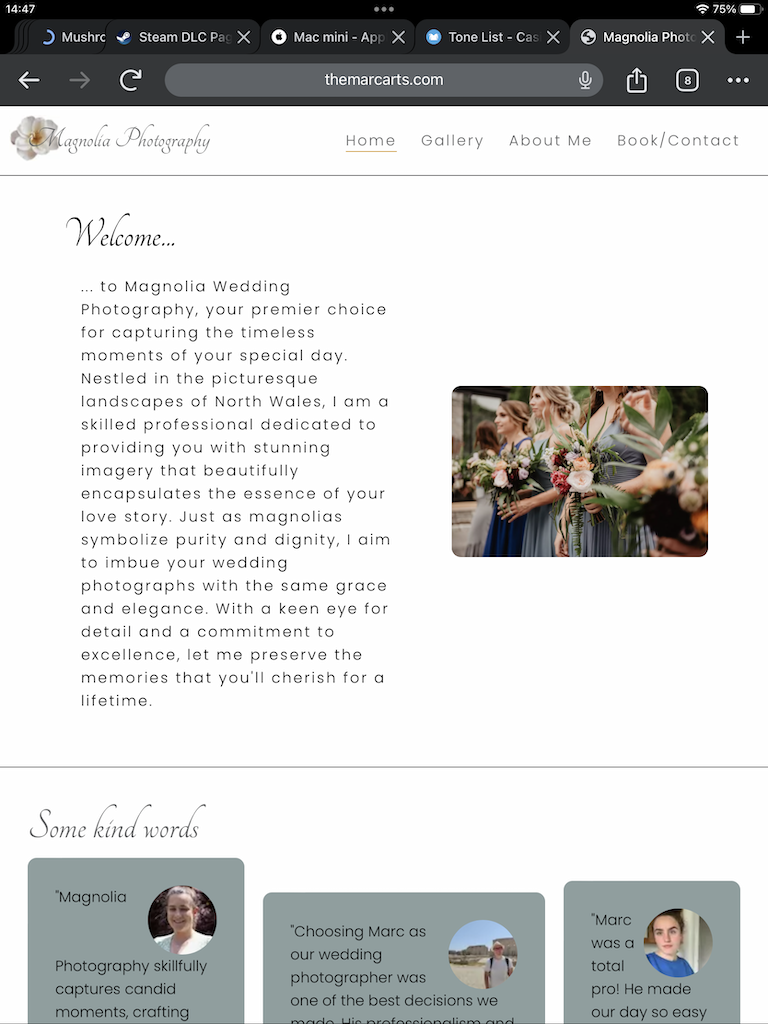 14:47
75%
Mushro
Steam DLC Pag
Mac mini - App
Tone List - Cas
Magnolia Photo
themarcarts.com
8
Magnolia Photography
Home
Gallery
About Me
Book/Contact
Welcome...
... to Magnolia Wedding
Photography, your premier choice
for capturing the timeless
moments of your special day.
Nestled in the picturesque
landscapes of North Wales, I am a
skilled professional dedicated to
providing you with stunning
imagery that beautifully
encapsulates the essence of your
love story. Just as magnolias
symbolize purity and dignity, I aim
to imbue your wedding
photographs with the same grace
and elegance. With a keen eye for
detail and a commitment to
excellence, let me preserve the
memories that you'll cherish for a
lifetime.
Some kind words
"Magnolia
Photography skillfully
captures candid
moments, crafting
"Choosing Marc as
our wedding
photographer was
one of the best decisions we
made. His professionalism and
"Marc
was a
total
pro! He made
our day so easy